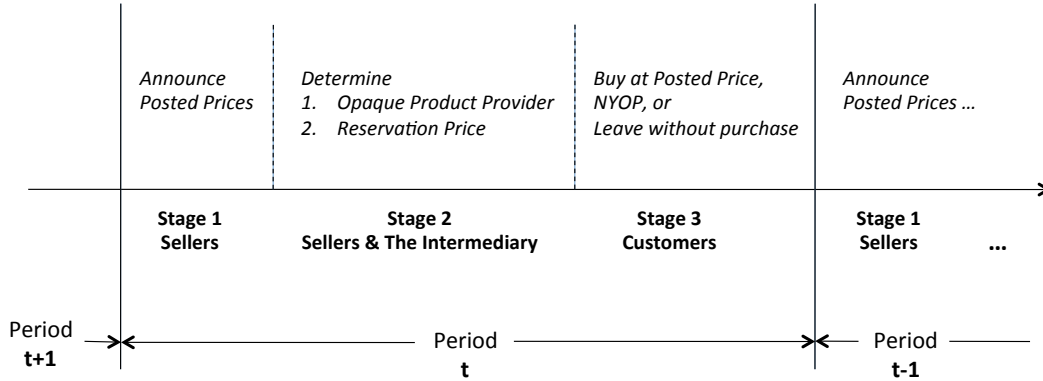 Announce
Posted Prices
Determine
1. Opaque Product Provider
2. Reservation Price
Buy at Posted Price,
NYOP, or
Leave without purchase
Announce
Posted Prices ...
Stage 1
Sellers
Stage 2
Sellers & The Intermediary
Stage 3
Customers
Stage 1
Sellers
...
Period
t+1
Period
t
Period
t-1